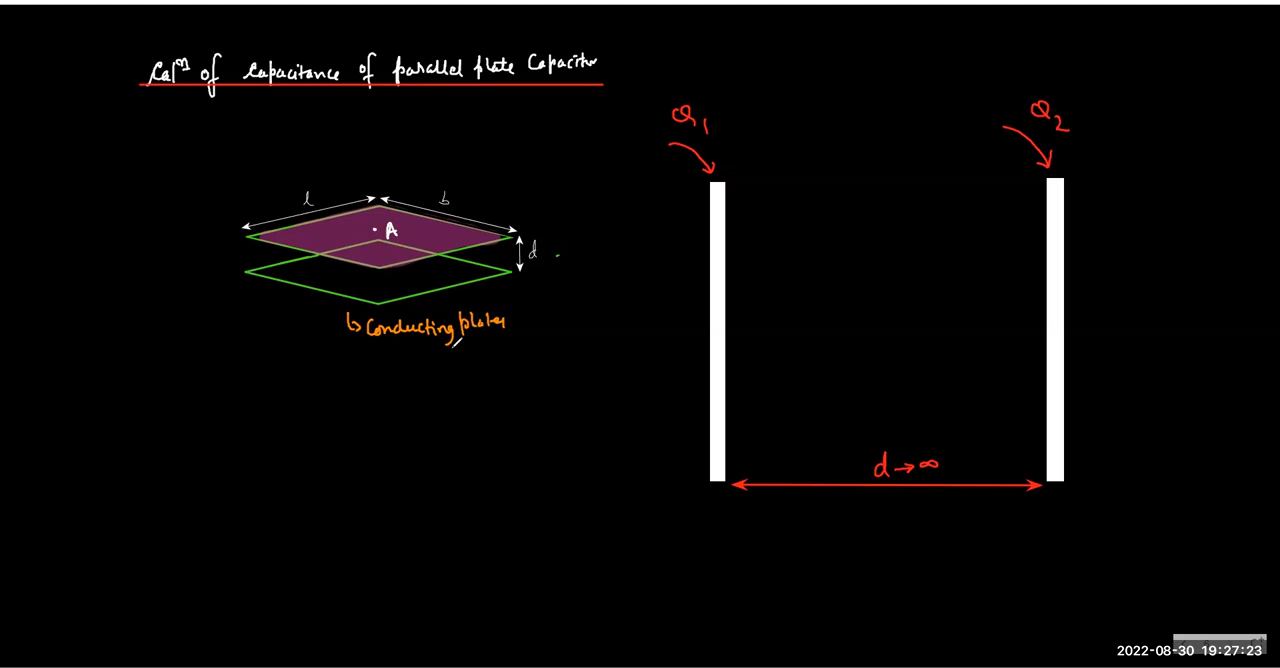 Calⁿ of Capacitance of parallel plate Capacitor
Q₁
Q₂
l
b
A
d
↳ Conducting plates
d → ∞
2022-08-30 19:27:23